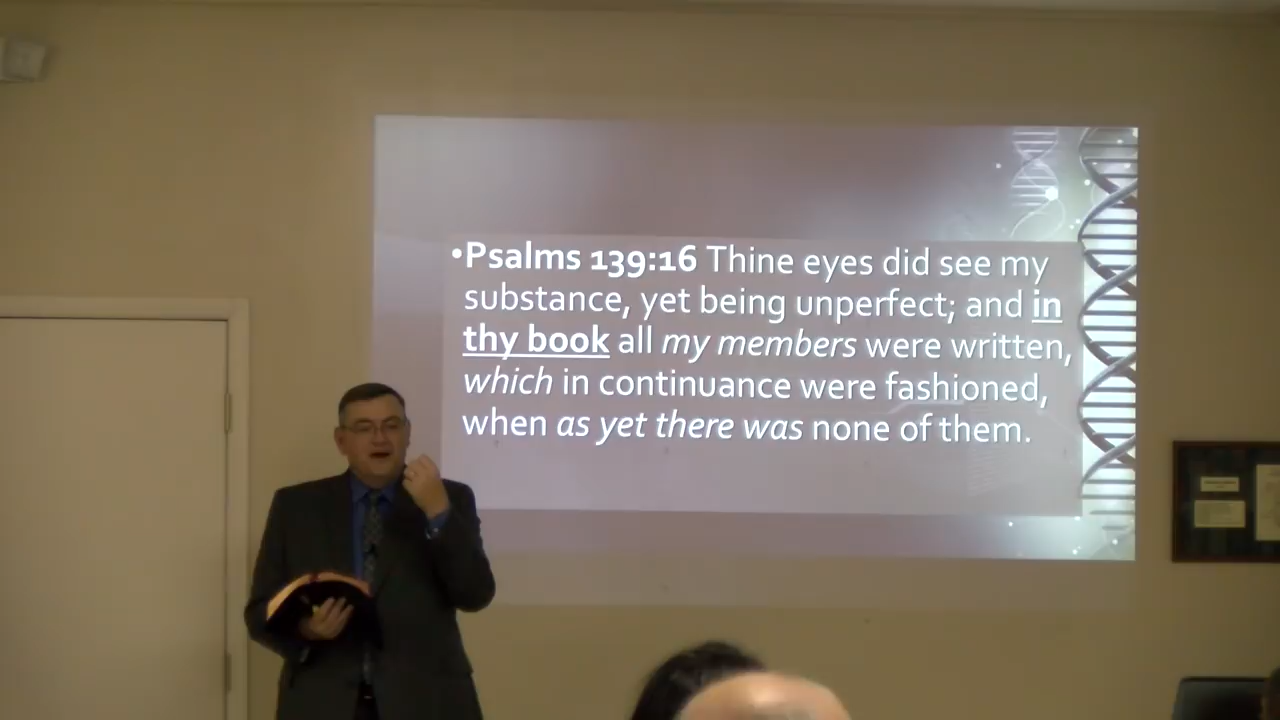 •Psalms 139:16 Thine eyes did see my
substance, yet being unperfect; and in
thy book all my members were written,
which in continuance were fashioned,
when as yet there was none of them.